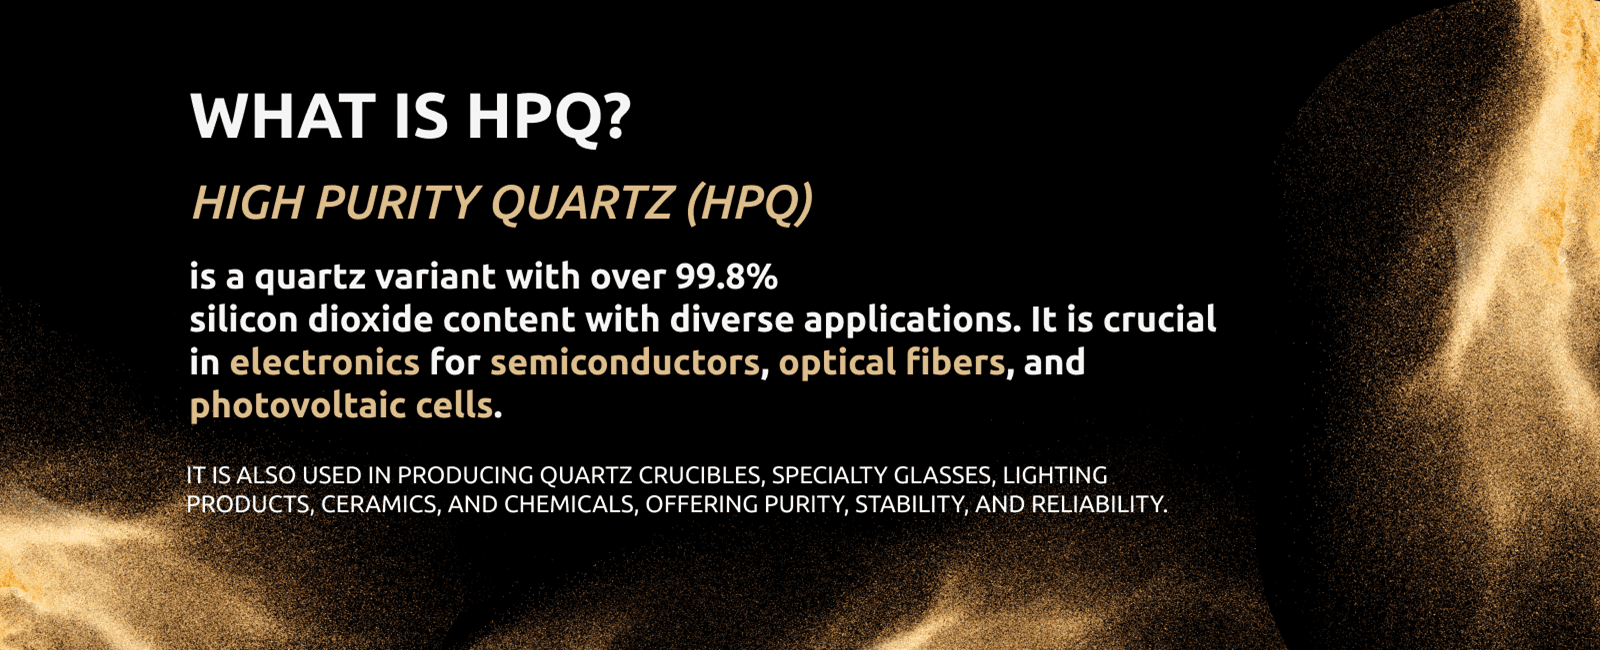 WHAT IS HPQ?
HIGH PURITY QUARTZ (HPQ)
is a quartz variant with over 99.8%
silicon dioxide content with diverse applications. It is crucial
in electronics for semiconductors, optical fibers, and
photovoltaic cells.
IT IS ALSO USED IN PRODUCING QUARTZ CRUCIBLES, SPECIALTY GLASSES, LIGHTING
PRODUCTS, CERAMICS, AND CHEMICALS, OFFERING PURITY, STABILITY, AND RELIABILITY.